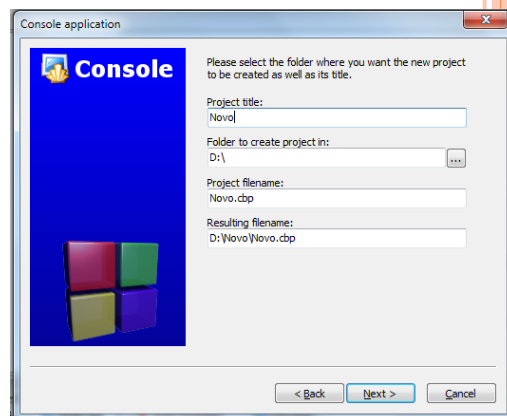 Console application
Console
Please select the folder where you want the new project
to be created as well as its title.
Project title:
Novo
Folder to create project in:
D:\
...
Project filename:
Novo.cbp
Resulting filename:
D:\Novo\Novo.cbp
< Back
Next >
Cancel